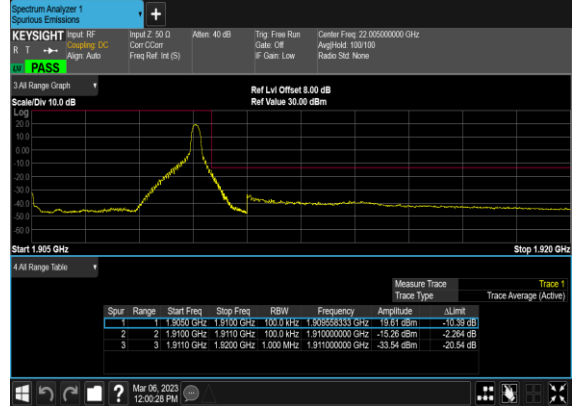 Spectrum Analyzer 1
Spurious Emissions
+
KEYSIGHT Input: RF Input Z: 50 Ω Atten: 40 dB Trig: Free Run Center Freq: 22.005000000 GHz
R T Coupling: DC Corr CCorr Gate: Off Avg|Hold: 100/100
Align: Auto Freq Ref: Int (S) IF Gain: Low Radio Std: None
LW PASS
3 All Range Graph
Ref Lvl Offset 8.00 dB
Scale/Div 10.0 dB Ref Value 30.00 dBm
Log
20.0
10.0
0.00
-10.0
-20.0
-30.0
-40.0
-50.0
-60.0
Start 1.905 GHz Stop 1.920 GHz
4 All Range Table
Measure Trace Trace 1
Trace Type Trace Average (Active)
Spur Range Start Freq Stop Freq RBW Frequency Amplitude ΔLimit
1 1 1.9050 GHz 1.9100 GHz 100.0 kHz 1.909558333 GHz 19.61 dBm -10.39 dB
2 2 1.9100 GHz 1.9110 GHz 100.0 kHz 1.910000000 GHz -15.26 dBm -2.264 dB
3 3 1.9110 GHz 1.9200 GHz 1.000 MHz 1.911000000 GHz -33.54 dBm -20.54 dB
? Mar 06, 2023
12:00:28 PM